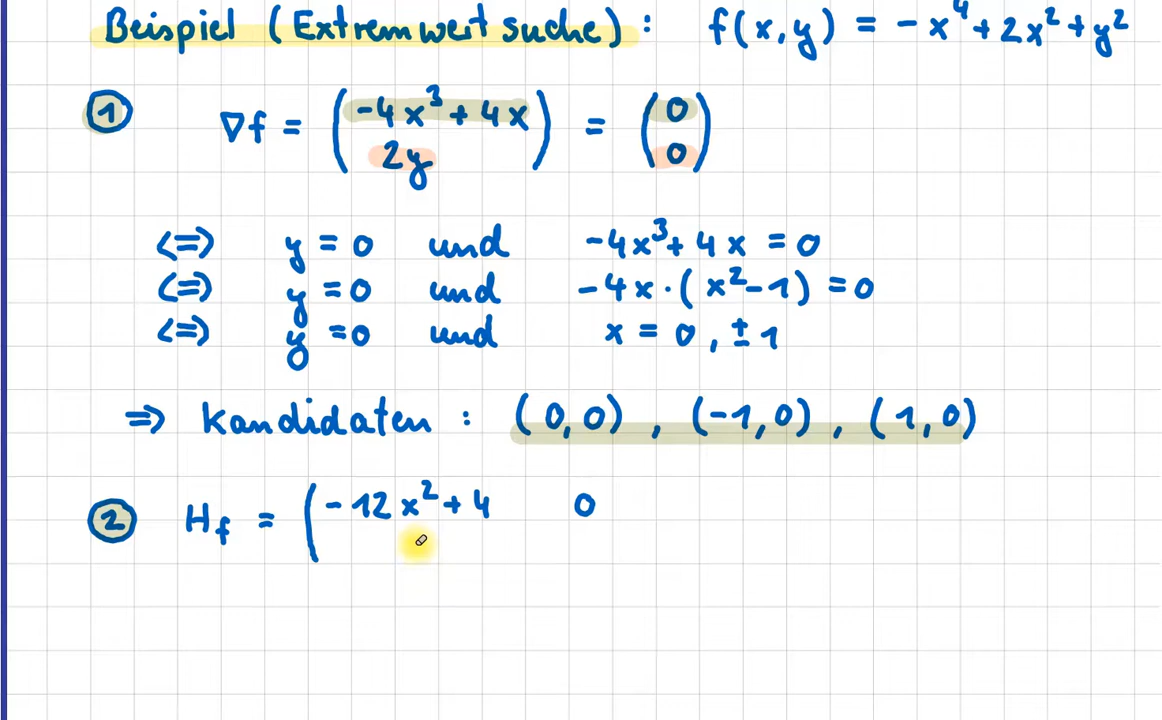 Beispiel (Extremwertsuche): f(x,y) = -x⁴+2x²+y²
① ∇f = ( -4x³+4x ) = ( 0 )
2y 0
<=> y=0 und -4x³+4x=0
<=> y=0 und -4x·(x²-1)=0
<=> y=0 und x=0,±1
=> Kandidaten: (0,0), (-1,0), (1,0)
② H_f = ( -12x²+4 0